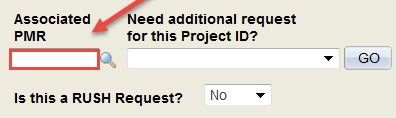 Associated PMR
Need additional request for this Project ID?
GO
Is this a RUSH Request? No